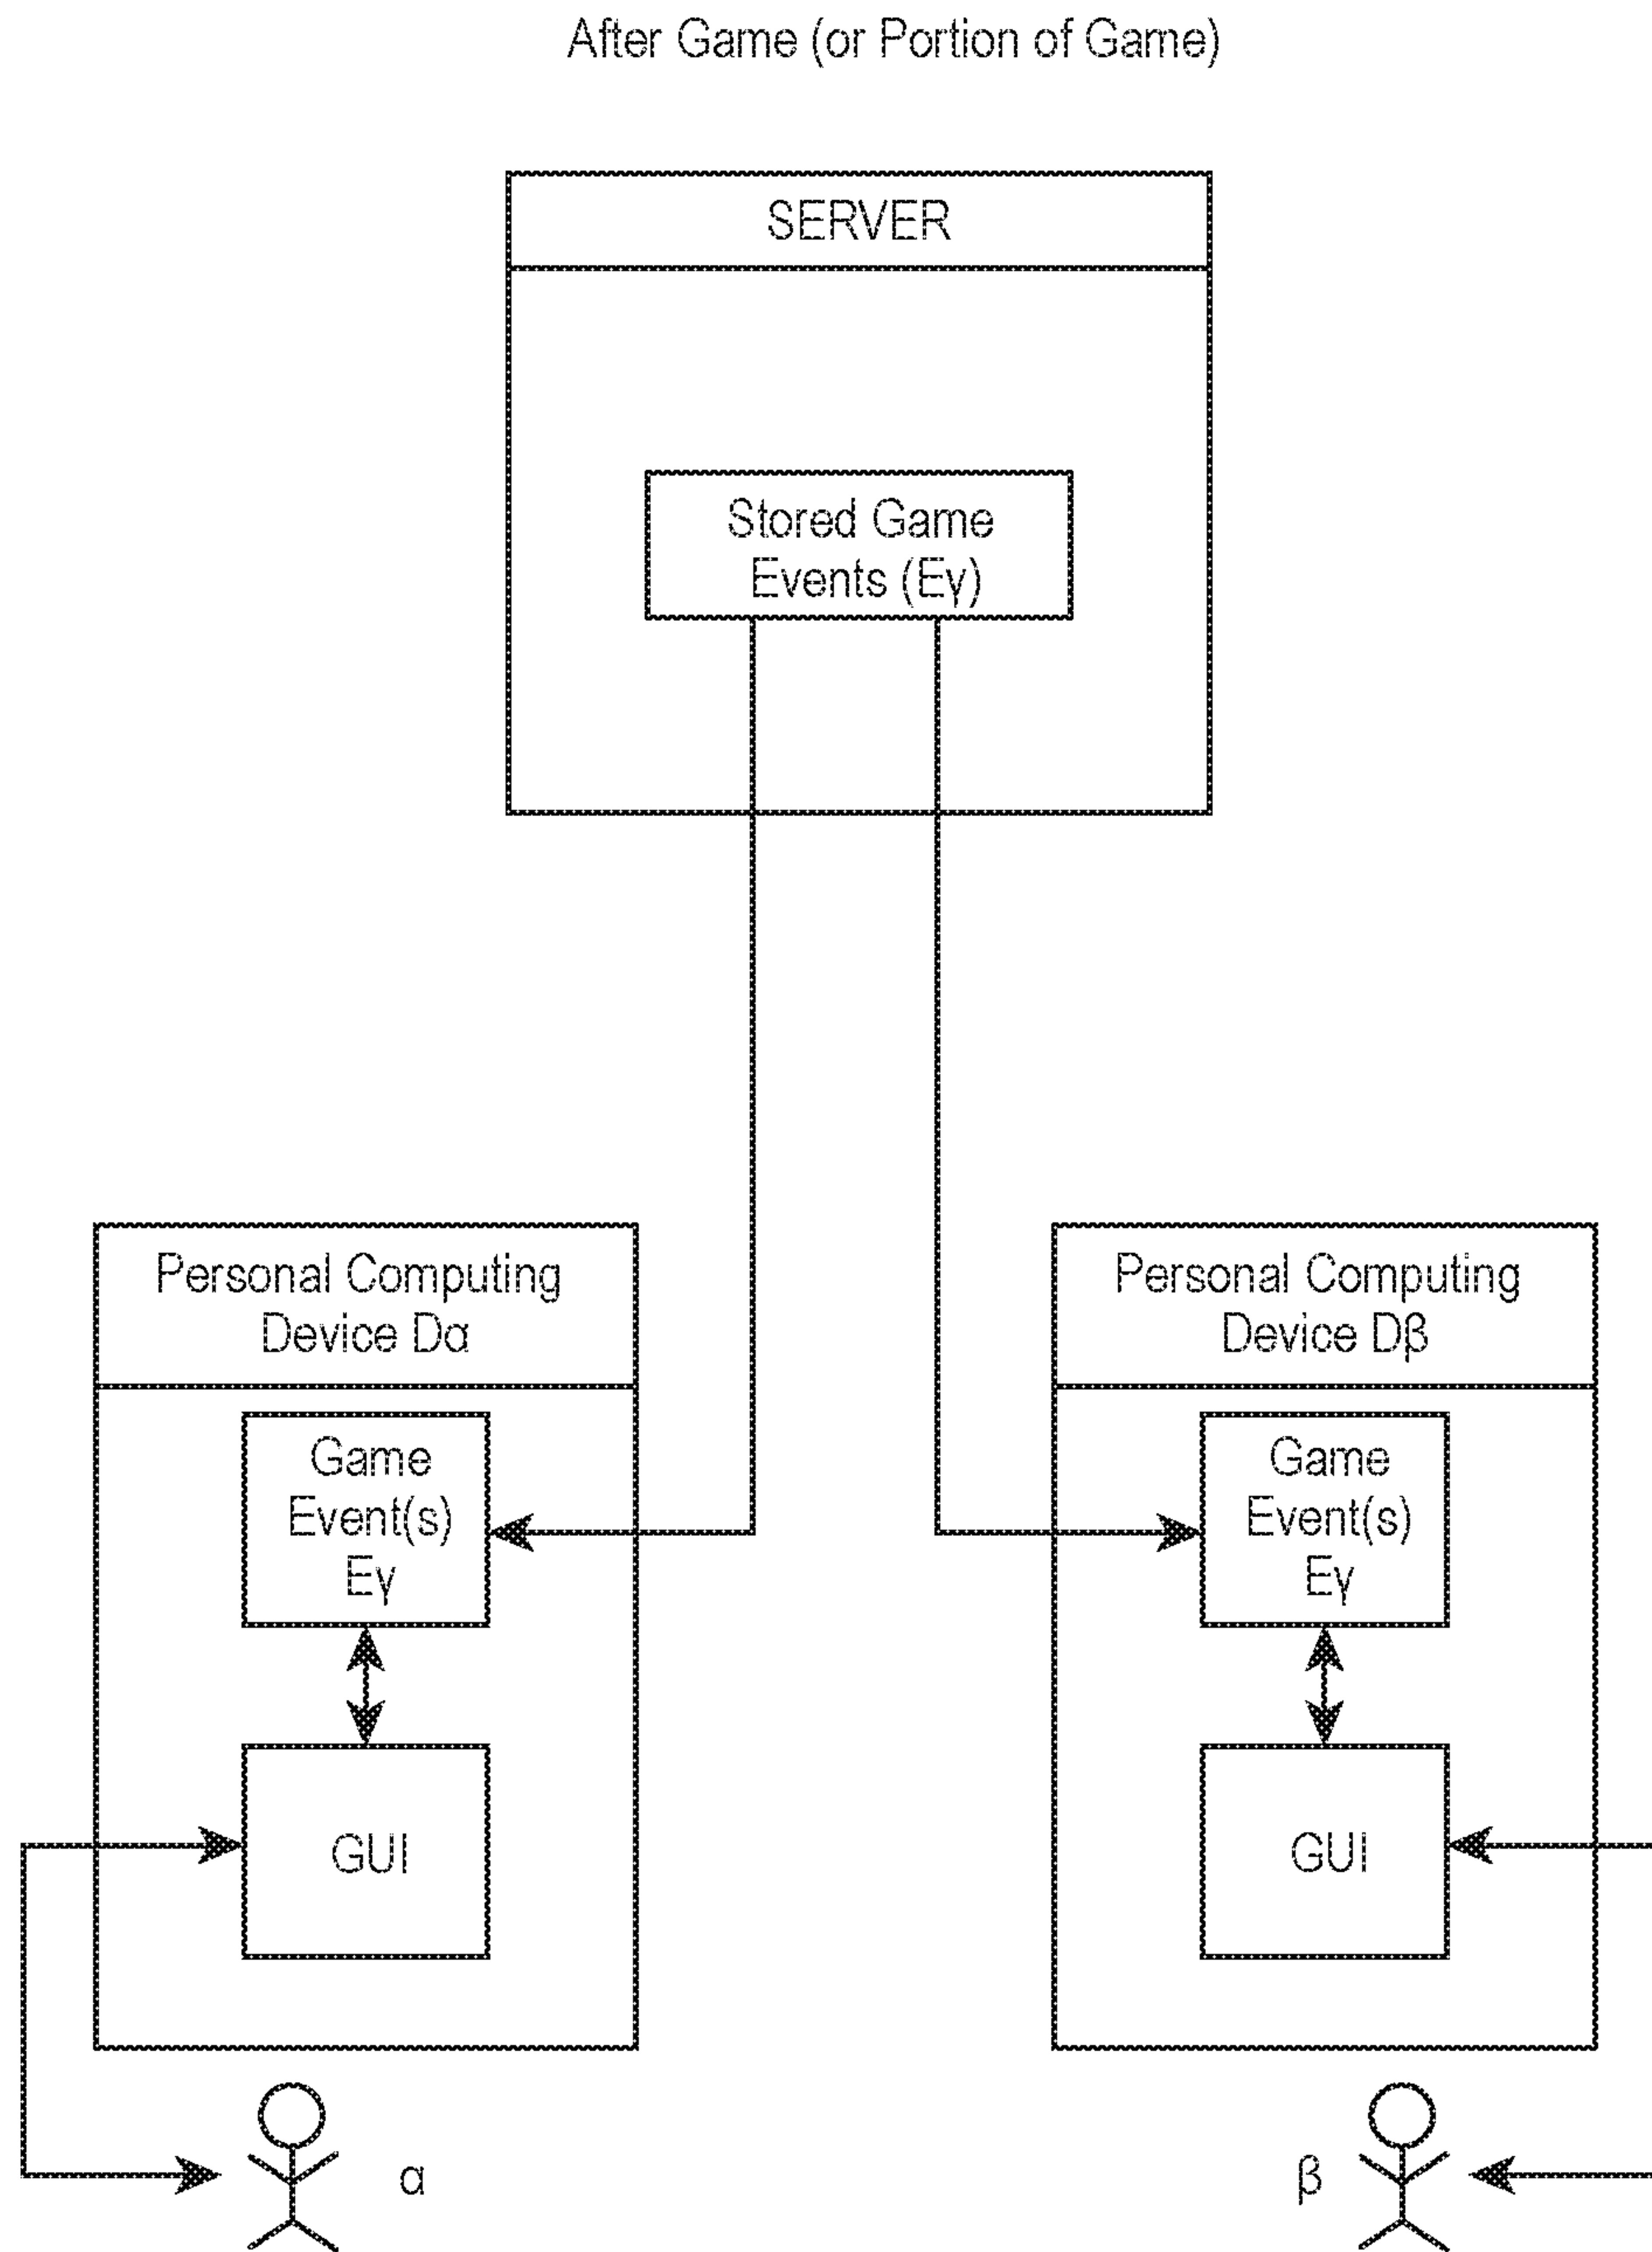 After Game (or Portion of Game)
SERVER
Stored Game
Events (Eγ)
Personal Computing
Device Dα
Game
Event(s)
Eγ
GUI
α
Personal Computing
Device Dβ
Game
Event(s)
Eγ
GUI
β